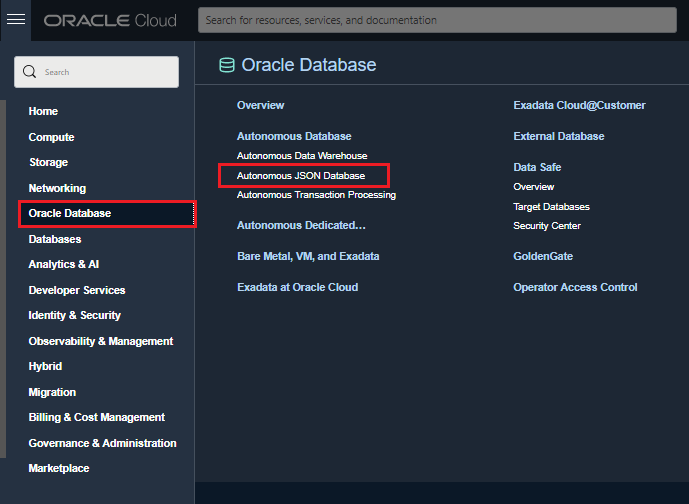 ORACLE Cloud
Search for resources, services, and documentation
Search
Home
Compute
Storage
Networking
Oracle Database
Databases
Analytics & AI
Developer Services
Identity & Security
Observability & Management
Hybrid
Migration
Billing & Cost Management
Governance & Administration
Marketplace
Oracle Database
Overview
Autonomous Database
Autonomous Data Warehouse
Autonomous JSON Database
Autonomous Transaction Processing
Autonomous Dedicated...
Bare Metal, VM, and Exadata
Exadata at Oracle Cloud
Exadata Cloud@Customer
External Database
Data Safe
Overview
Target Databases
Security Center
GoldenGate
Operator Access Control